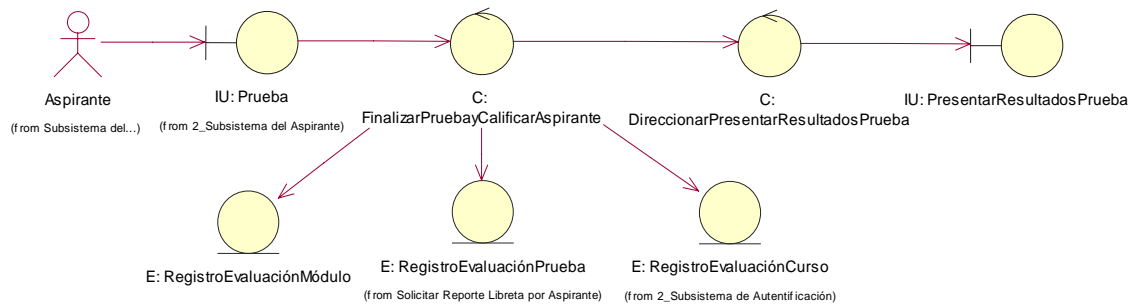 Aspirante
(from Subsistema del...)
IU: Prueba
(from 2_Subsistema del Aspirante)
C:
FinalizarPruebayCalificarAspirante
C:
DireccionarPresentarResultadosPrueba
IU: PresentarResultadosPrueba
E: RegistroEvaluaciónMódulo
E: RegistroEvaluaciónPrueba
(from Solicitar Reporte Libreta por Aspirante)
E: RegistroEvaluaciónCurso
(from 2_Subsistema de Autentificación)